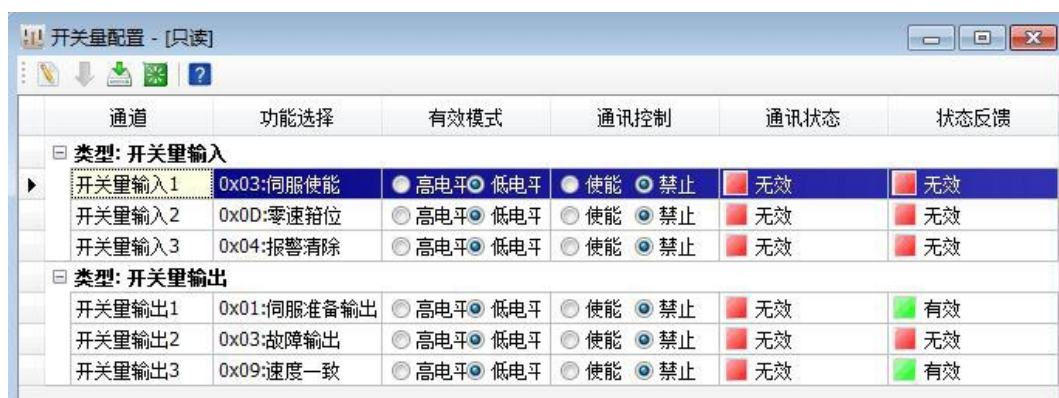 开关量配置 - [只读]
通道 功能选择 有效模式 通讯控制 通讯状态 状态反馈
类型: 开关量输入
开关量输入1 0x03:伺服使能 高电平 低电平 使能 禁止 无效 无效
开关量输入2 0x0D:零速箝位 高电平 低电平 使能 禁止 无效 无效
开关量输入3 0x04:报警清除 高电平 低电平 使能 禁止 无效 无效
类型: 开关量输出
开关量输出1 0x01:伺服准备输出 高电平 低电平 使能 禁止 无效 有效
开关量输出2 0x03:故障输出 高电平 低电平 使能 禁止 无效 无效
开关量输出3 0x09:速度一致 高电平 低电平 使能 禁止 无效 有效